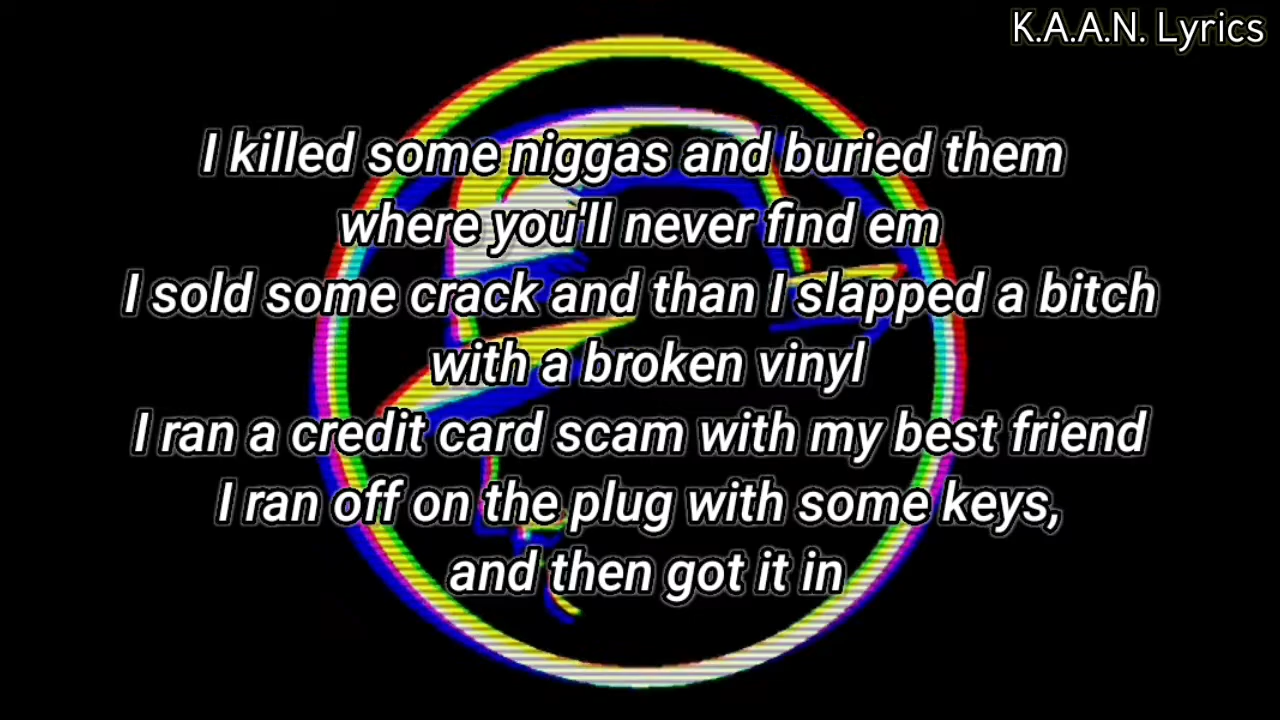 K.A.A.N. Lyrics
I killed some niggas and buried them
where you'll never find em
I sold some crack and than I slapped a bitch
with a broken vinyl
I ran a credit card scam with my best friend
I ran off on the plug with some keys,
and then got it in